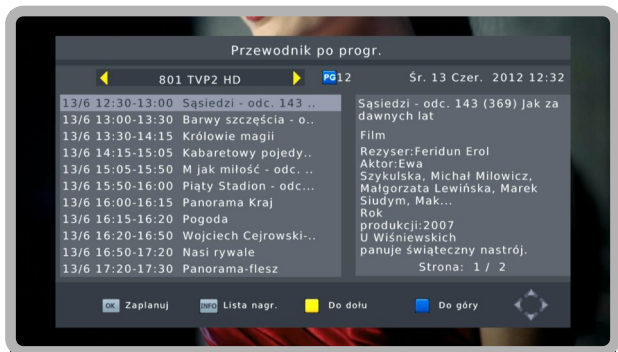 Przewodnik po progr.
801 TVP2 HD PG12 Śr. 13 Czer. 2012 12:32
13/6 12:30-13:00 Sąsiedzi - odc. 143 ..
13/6 13:00-13:30 Barwy szczęścia - o..
13/6 13:30-14:15 Królowie magii
13/6 14:15-15:05 Kabaretowy pojedy..
13/6 15:05-15:50 M jak miłość - odc. ..
13/6 15:50-16:00 Piąty Stadion - odc...
13/6 16:00-16:15 Panorama Kraj
13/6 16:15-16:20 Pogoda
13/6 16:20-16:50 Wojciech Cejrowski-..
13/6 16:50-17:20 Nasi rywale
13/6 17:20-17:30 Panorama-flesz
Sąsiedzi - odc. 143 (369) Jak za
dawnych lat
Film
Rezyser:Feridun Erol
Aktor:Ewa
Szykulska, Michał Milowicz,
Małgorzata Lewińska, Marek
Siudym, Mak...
Rok
produkcji:2007
U Wiśniewskich
panuje świąteczny nastrój.
Strona: 1 / 2
OK Zaplanuj INFO Lista nagr. Do dołu Do góry